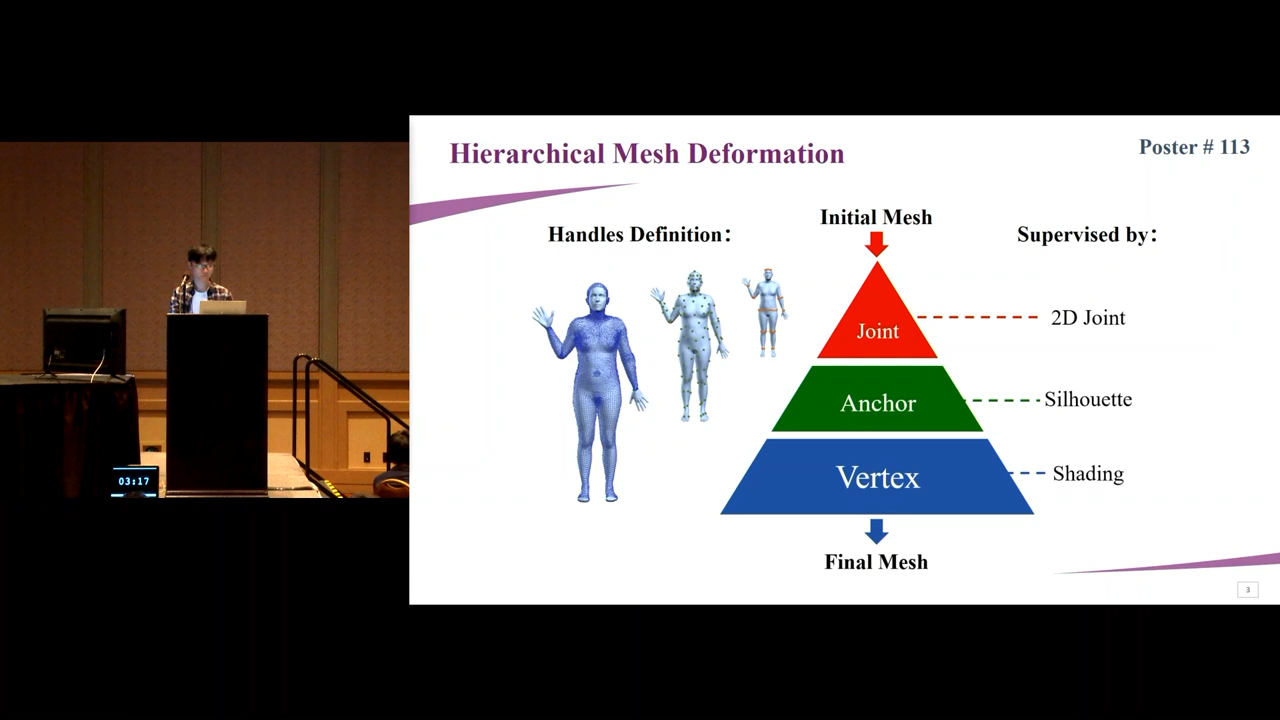 Hierarchical Mesh Deformation
Poster # 113
Handles Definition:
Initial Mesh
Supervised by:
Joint
2D Joint
Anchor
Silhouette
Vertex
Shading
Final Mesh
3
03:17